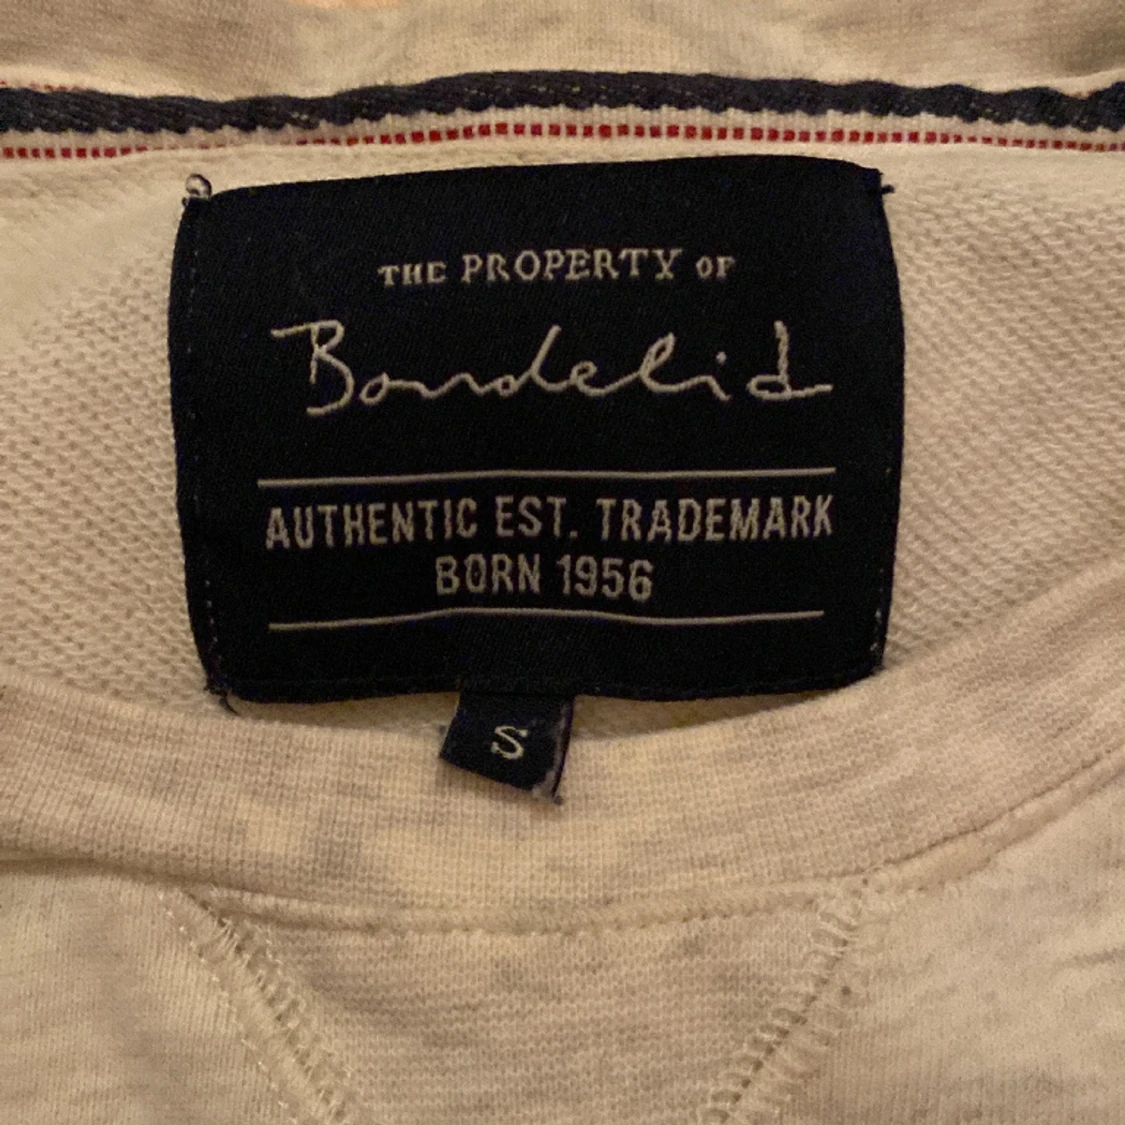 THE PROPERTY OF
Bondelid
AUTHENTIC EST. TRADEMARK
BORN 1956
S